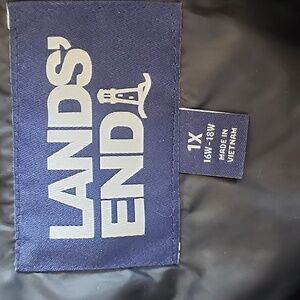 LANDS'
END
1X
16W-18W
MADE IN
VIETNAM